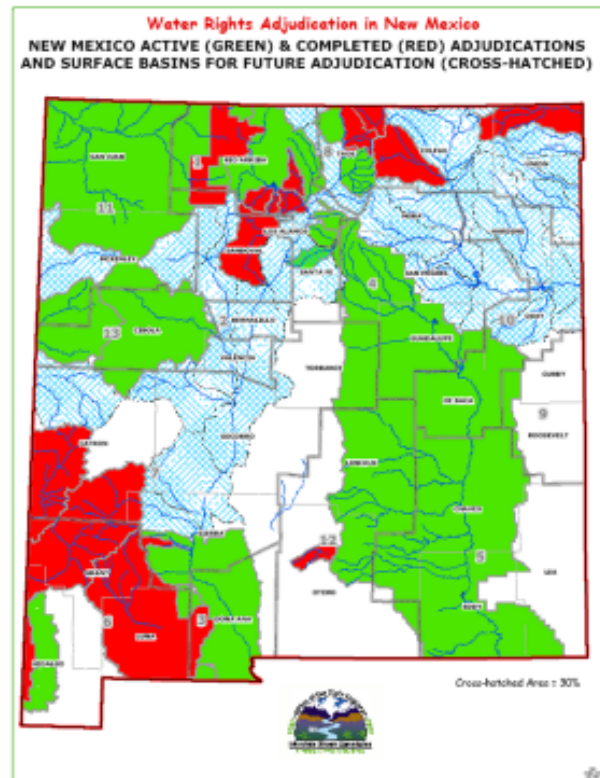 Water Rights Adjudication in New Mexico
NEW MEXICO ACTIVE (GREEN) & COMPLETED (RED) ADJUDICATIONS
AND SURFACE BASINS FOR FUTURE ADJUDICATION (CROSS-HATCHED)
SAN JUAN
RIO ARRIBA
TAOS
COLFAX
UNION
8
11
LOS ALAMOS
MORA
HARDING
MCKINLEY
SANDOVAL
SANTA FE
SAN MIGUEL
4
2
BERNALILLO
10
QUAY
13
CIBOLA
VALENCIA
GUADALUPE
TORRANCE
CURRY
DE BACA
9
CATRON
SOCORRO
ROOSEVELT
LINCOLN
CHAVES
SIERRA
12
GRANT
5
LEA
OTERO
6
LUNA
3
DONA ANA
EDDY
HIDALGO
Cross-hatched Area = 30%